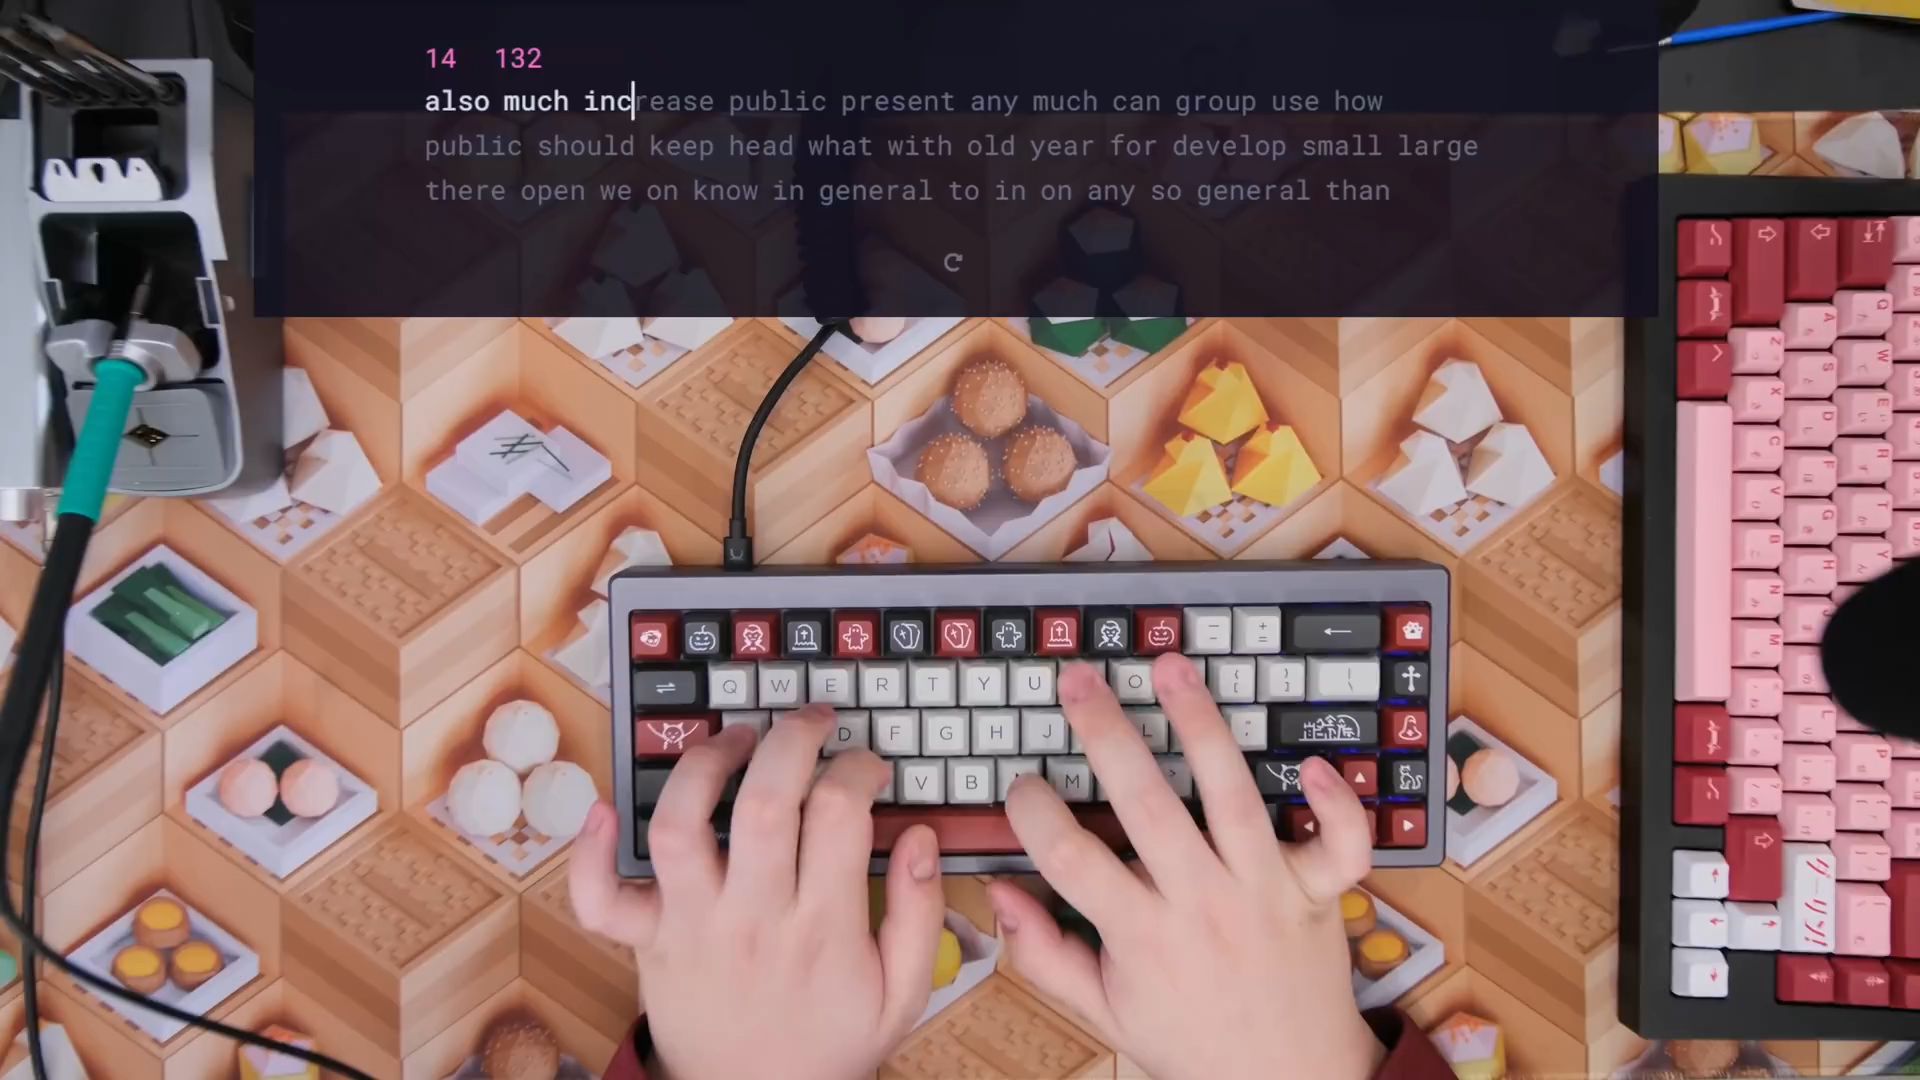 14 132
also much increase public present any much can group use how
public should keep head what with old year for develop small large
there open we on know in general to in on any so general than
Q W E R T Y U O { [ } ] | \
D F G H J L
V B M